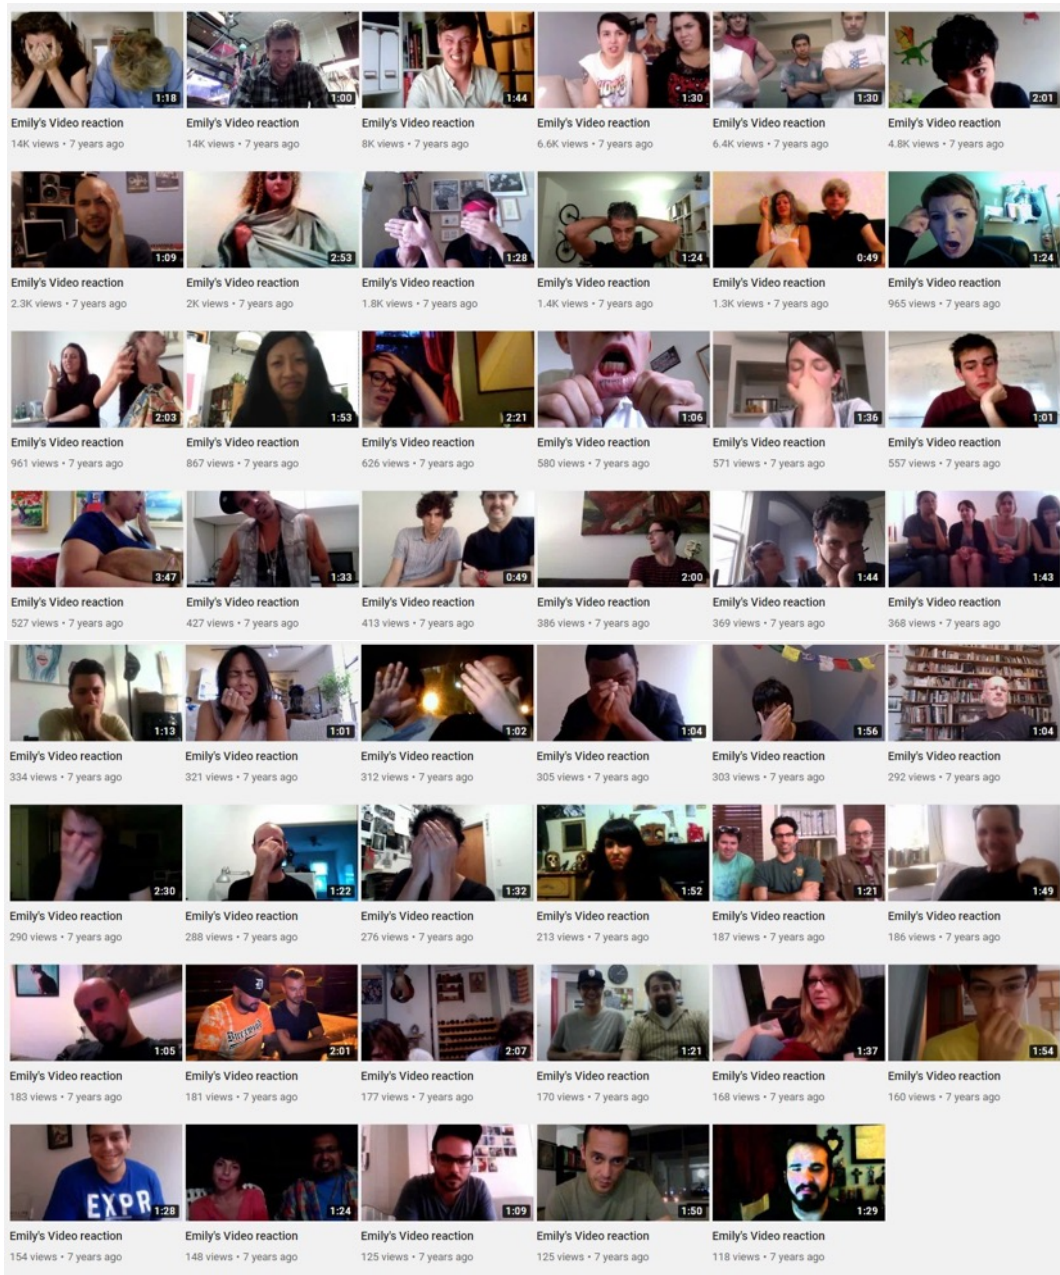 1:18 1:00 1:44 1:30 1:30 2:01
Emily's Video reaction Emily's Video reaction Emily's Video reaction Emily's Video reaction Emily's Video reaction Emily's Video reaction
14K views • 7 years ago 14K views • 7 years ago 8K views • 7 years ago 6.6K views • 7 years ago 6.4K views • 7 years ago 4.8K views • 7 years ago
1:09 2:53 1:28 1:24 0:49 1:24
Emily's Video reaction Emily's Video reaction Emily's Video reaction Emily's Video reaction Emily's Video reaction Emily's Video reaction
2.3K views • 7 years ago 2K views • 7 years ago 1.8K views • 7 years ago 1.4K views • 7 years ago 1.3K views • 7 years ago 965 views • 7 years ago
2:03 1:53 2:21 1:06 1:36 1:01
Emily's Video reaction Emily's Video reaction Emily's Video reaction Emily's Video reaction Emily's Video reaction Emily's Video reaction
961 views • 7 years ago 867 views • 7 years ago 626 views • 7 years ago 580 views • 7 years ago 571 views • 7 years ago 557 views • 7 years ago
3:47 1:33 0:49 2:00 1:44 1:43
Emily's Video reaction Emily's Video reaction Emily's Video reaction Emily's Video reaction Emily's Video reaction Emily's Video reaction
527 views • 7 years ago 427 views • 7 years ago 413 views • 7 years ago 386 views • 7 years ago 369 views • 7 years ago 368 views • 7 years ago
1:13 1:01 1:02 1:04 1:56 1:04
Emily's Video reaction Emily's Video reaction Emily's Video reaction Emily's Video reaction Emily's Video reaction Emily's Video reaction
334 views • 7 years ago 321 views • 7 years ago 312 views • 7 years ago 305 views • 7 years ago 303 views • 7 years ago 292 views • 7 years ago
2:30 1:22 1:32 1:52 1:21 1:49
Emily's Video reaction Emily's Video reaction Emily's Video reaction Emily's Video reaction Emily's Video reaction Emily's Video reaction
290 views • 7 years ago 288 views • 7 years ago 276 views • 7 years ago 213 views • 7 years ago 187 views • 7 years ago 186 views • 7 years ago
1:05 2:01 2:07 1:21 1:37 1:54
Emily's Video reaction Emily's Video reaction Emily's Video reaction Emily's Video reaction Emily's Video reaction Emily's Video reaction
183 views • 7 years ago 181 views • 7 years ago 177 views • 7 years ago 170 views • 7 years ago 168 views • 7 years ago 160 views • 7 years ago
EXPR
1:28 1:24 1:09 1:50 1:29
Emily's Video reaction Emily's Video reaction Emily's Video reaction Emily's Video reaction Emily's Video reaction
154 views • 7 years ago 148 views • 7 years ago 125 views • 7 years ago 125 views • 7 years ago 118 views • 7 years ago